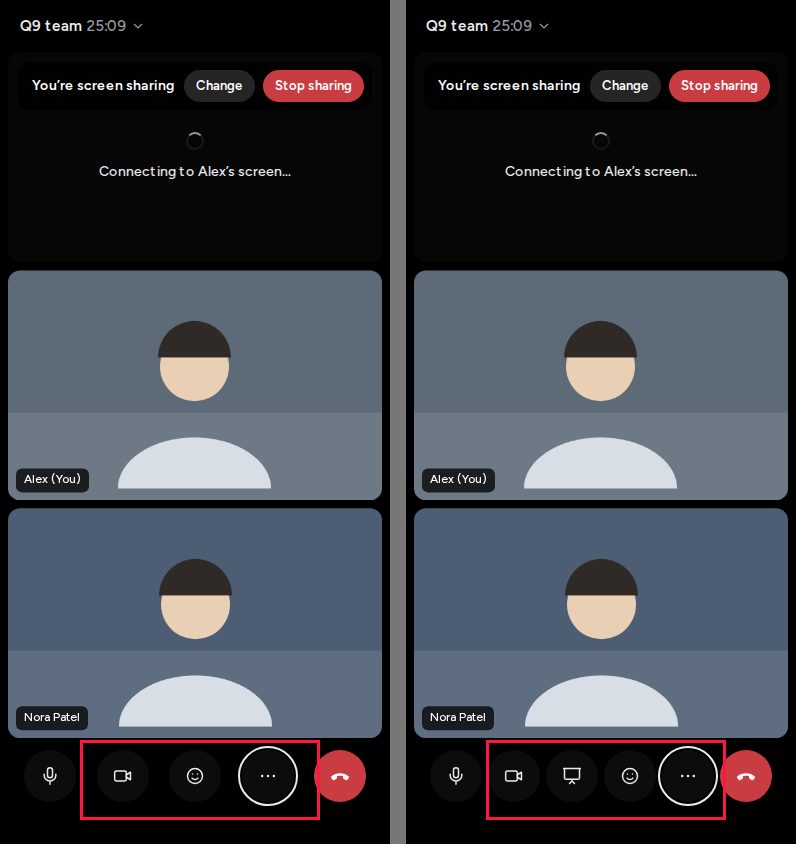 Q9 team 25:09
You’re screen sharing
Change
Stop sharing
Connecting to Alex’s screen...
Alex (You)
Nora Patel
Q9 team 25:09
You’re screen sharing
Change
Stop sharing
Connecting to Alex’s screen...
Alex (You)
Nora Patel